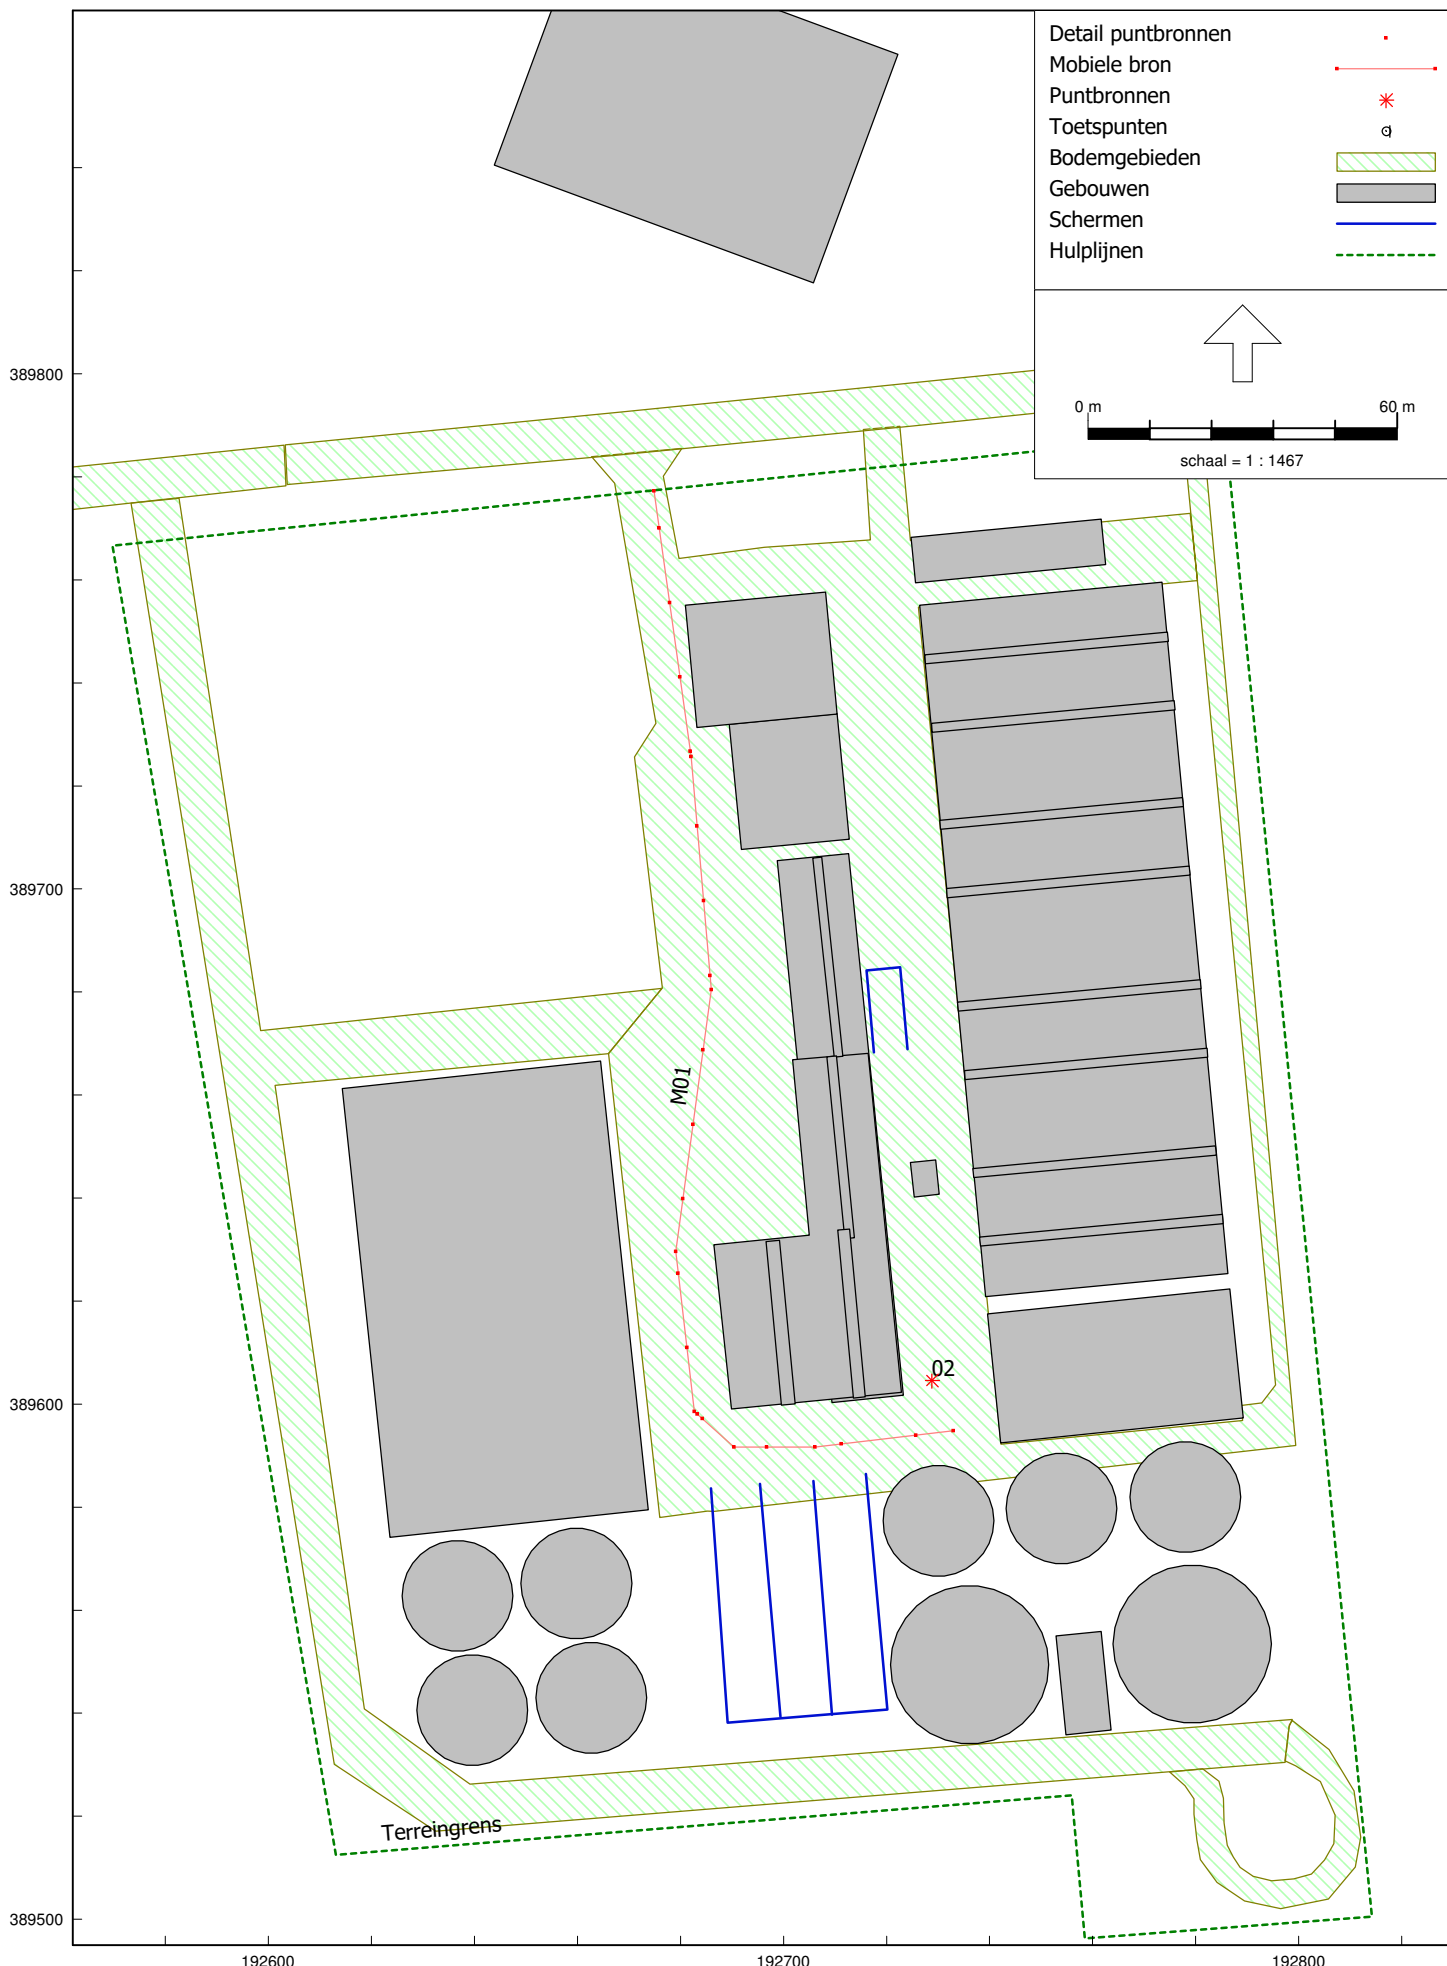 Detail puntbronnen
Mobiele bron
Puntbronnen
Toetspunten
Bodemgebieden
Gebouwen
Schermen
Hulplijnen
0 m
60 m
schaal = 1 : 1467
389800
389700
M01
02
389600
Terreingrens
389500
192600
192700
192800